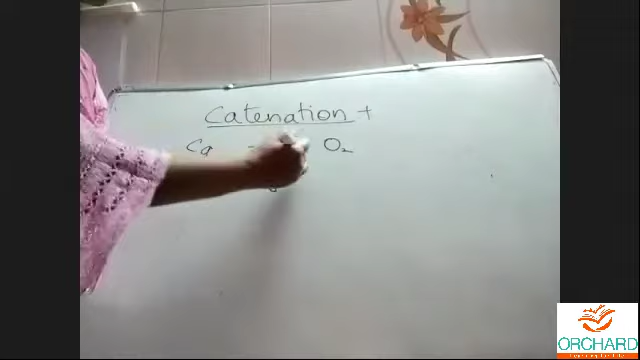 Catenation +
Ca - O₂
ORCHARD